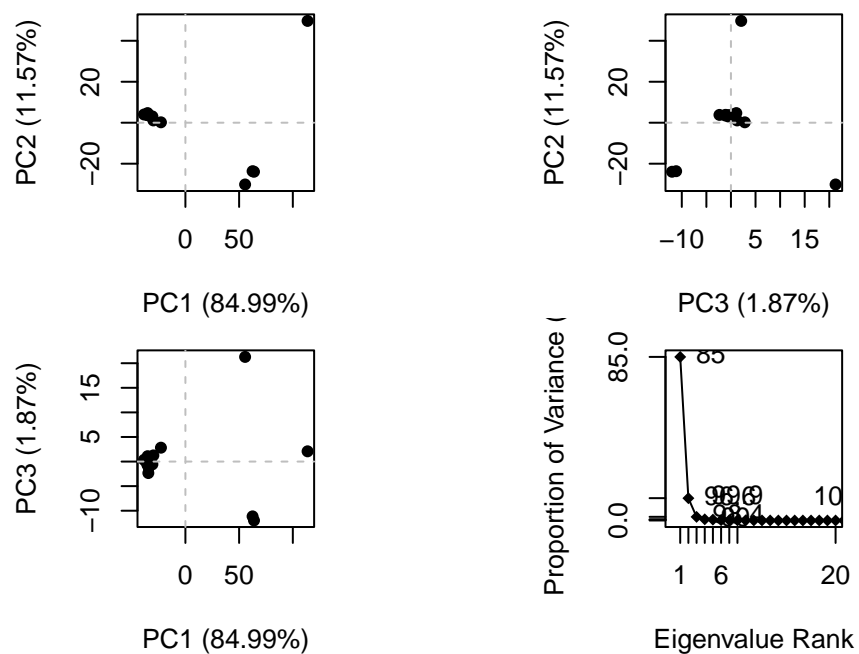 PC2 (11.57%)
20
−20
0 50
PC1 (84.99%)
PC2 (11.57%)
20
−20
−10 5 15
PC3 (1.87%)
PC3 (1.87%)
15
5
−10
0 50
PC1 (84.99%)
Proportion of Variance (
85.0
0.0
85
10
1 6 20
Eigenvalue Rank